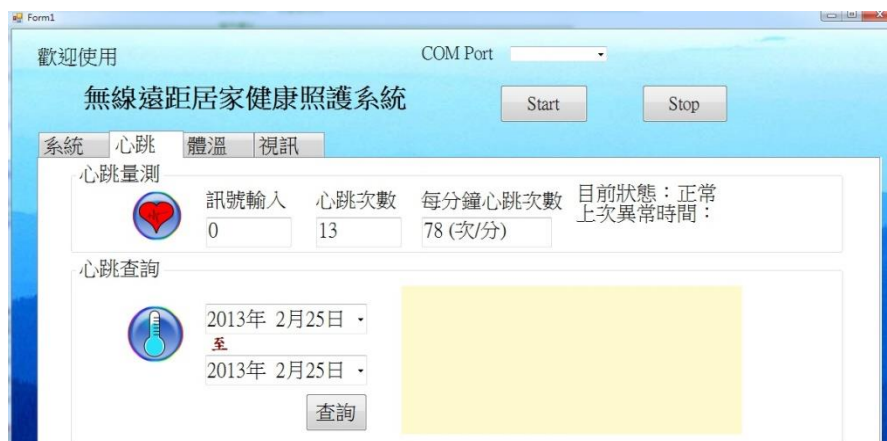 Form1
歡迎使用
COM Port
無線遠距居家健康照護系統
Start
Stop
系統 心跳 體溫 視訊
心跳量測
訊號輸入 心跳次數 每分鐘心跳次數 目前狀態：正常
上次異常時間：
0 13 78 (次/分)
心跳查詢
2013年 2月25日
至
2013年 2月25日
查詢